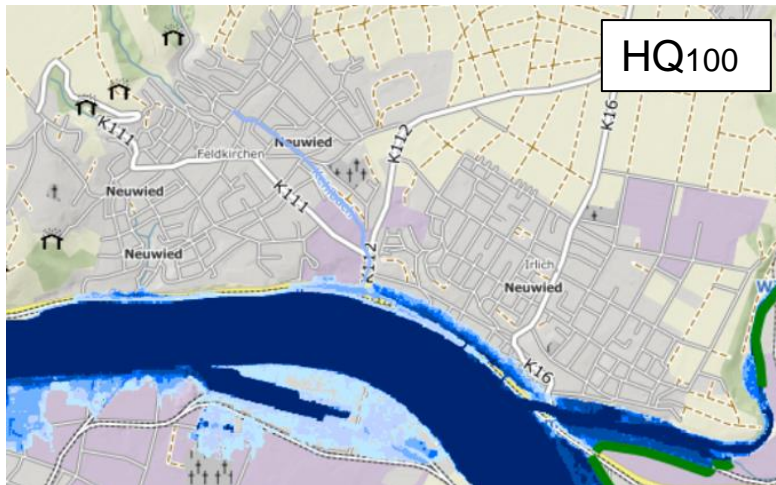 HQ100
K16
K112
K111
Neuwied
Feldkirchen
Neuwied
K111
Neuwied
K112
Irlich
Neuwied
K16
W